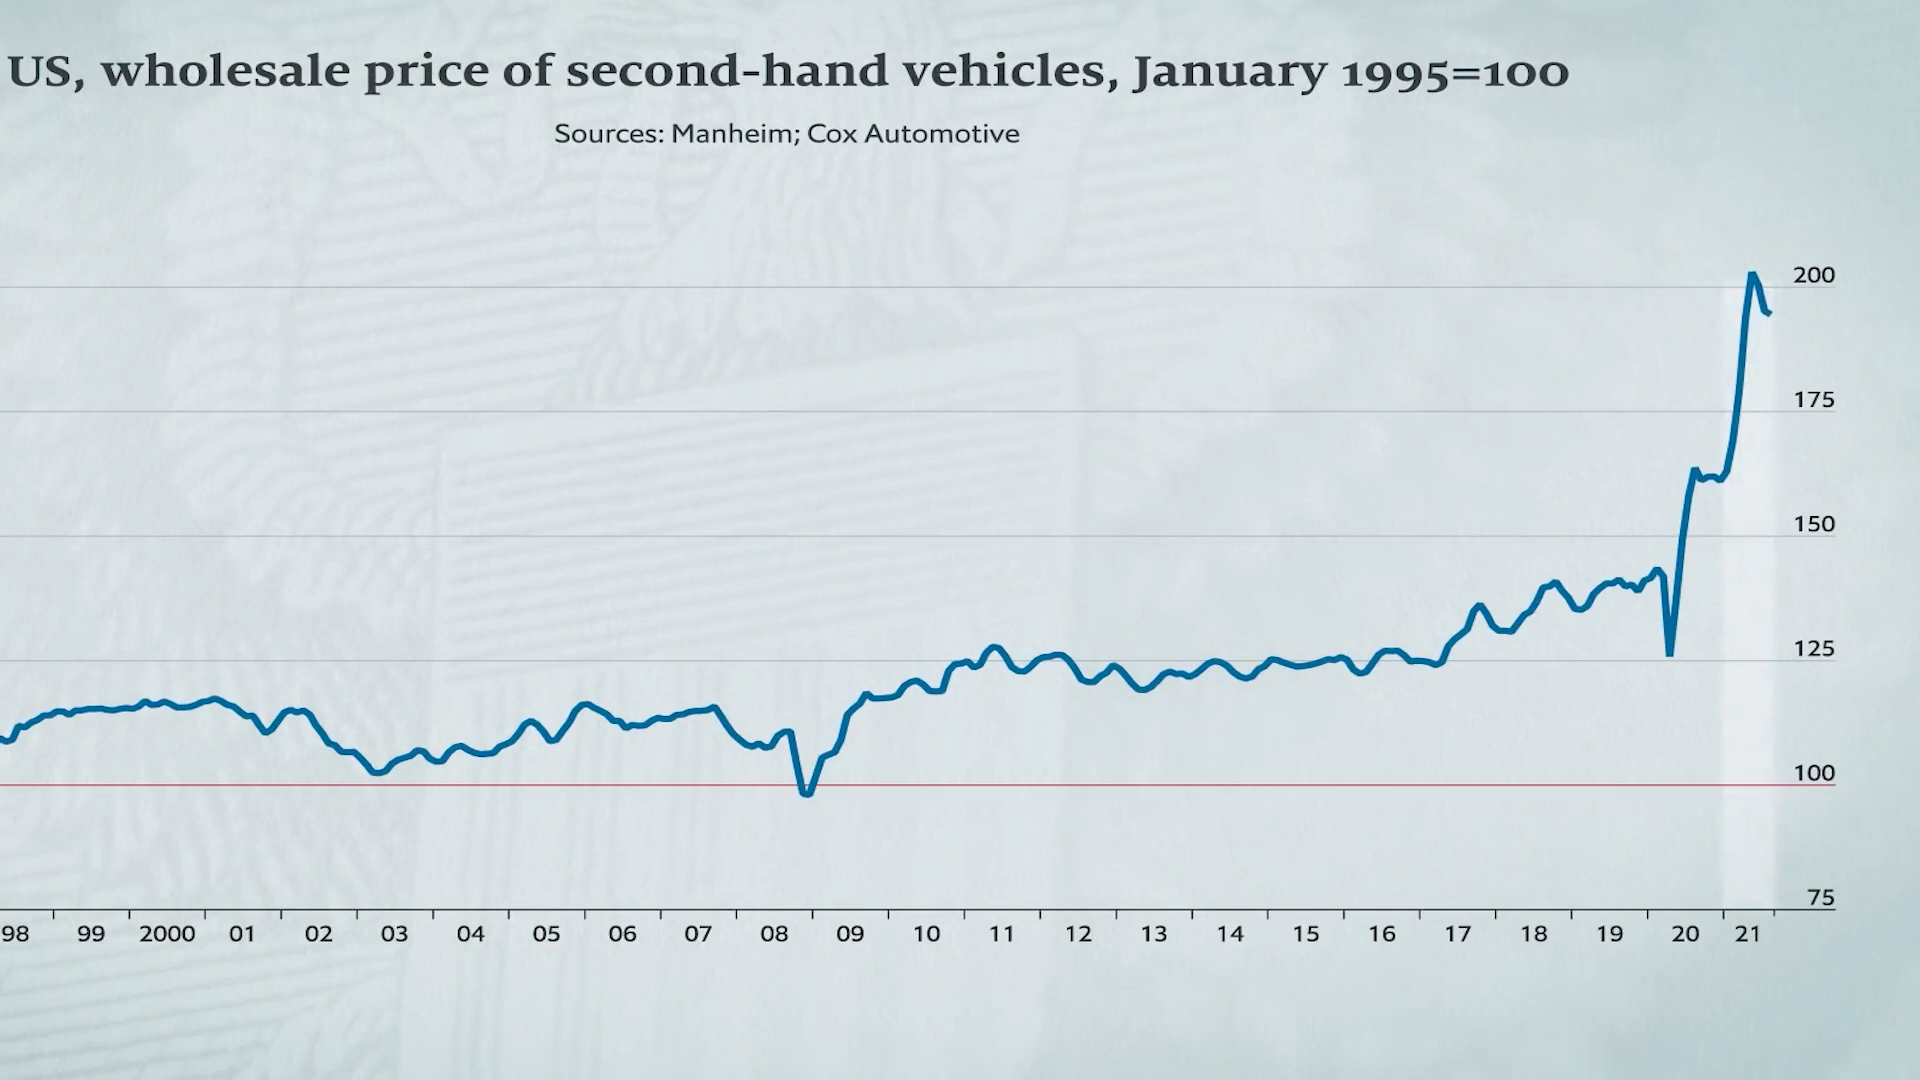 US, wholesale price of second-hand vehicles, January 1995=100
Sources: Manheim; Cox Automotive
200
175
150
125
100
75
98 99 2000 01 02 03 04 05 06 07 08 09 10 11 12 13 14 15 16 17 18 19 20 21